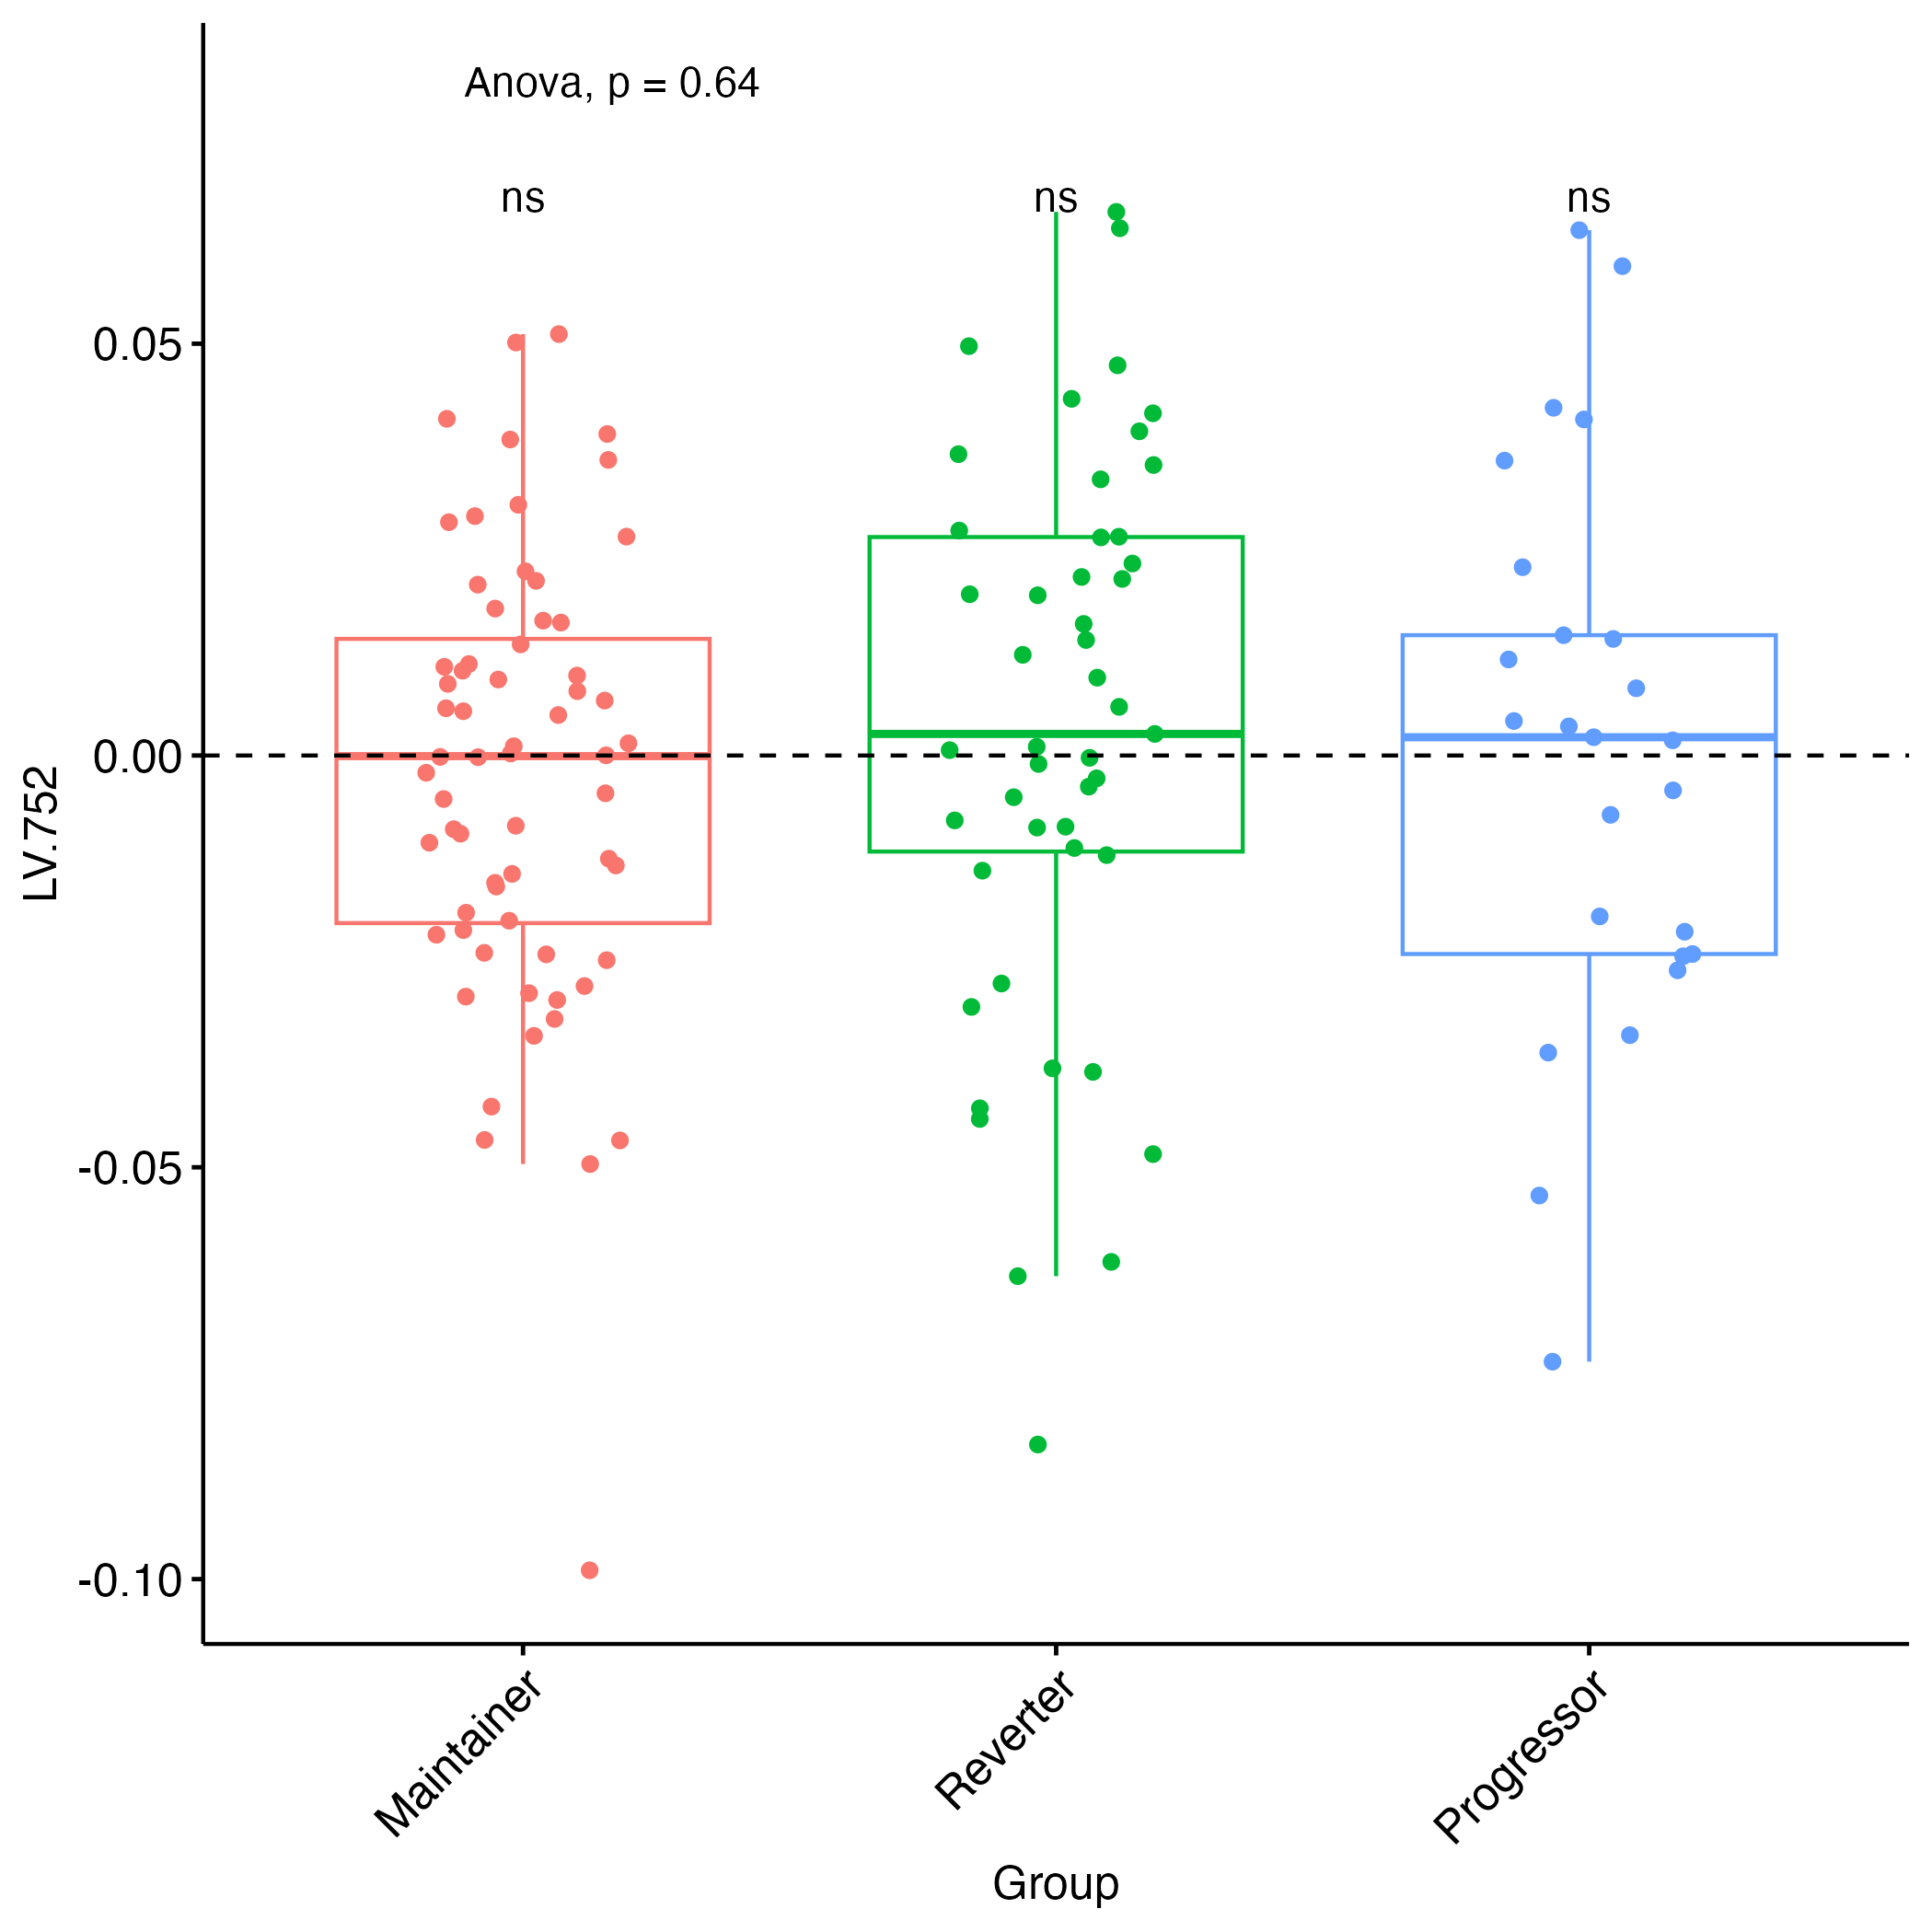 Anova, p = 0.64
ns ns ns
0.05
0.00
-0.05
-0.10
LV.752
Maintainer Reverter Progressor
Group